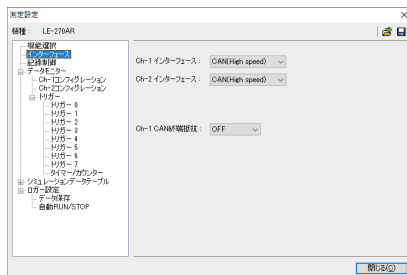 測定設定
機種： LE-270AR
機能選択
インターフェース
記録制御
データモニター
Ch-1コンフィグレーション
Ch-2コンフィグレーション
トリガー
トリガー 0
トリガー 1
トリガー 2
トリガー 3
トリガー 4
トリガー 5
トリガー 6
トリガー 7
タイマー/カウンター
シミュレーションデータテーブル
ロガー設定
データ保存
自動RUN/STOP
Ch-1 インターフェース： CAN(High speed)
Ch-2 インターフェース： CAN(High speed)
Ch-1 CAN終端抵抗： OFF
閉じる(C)